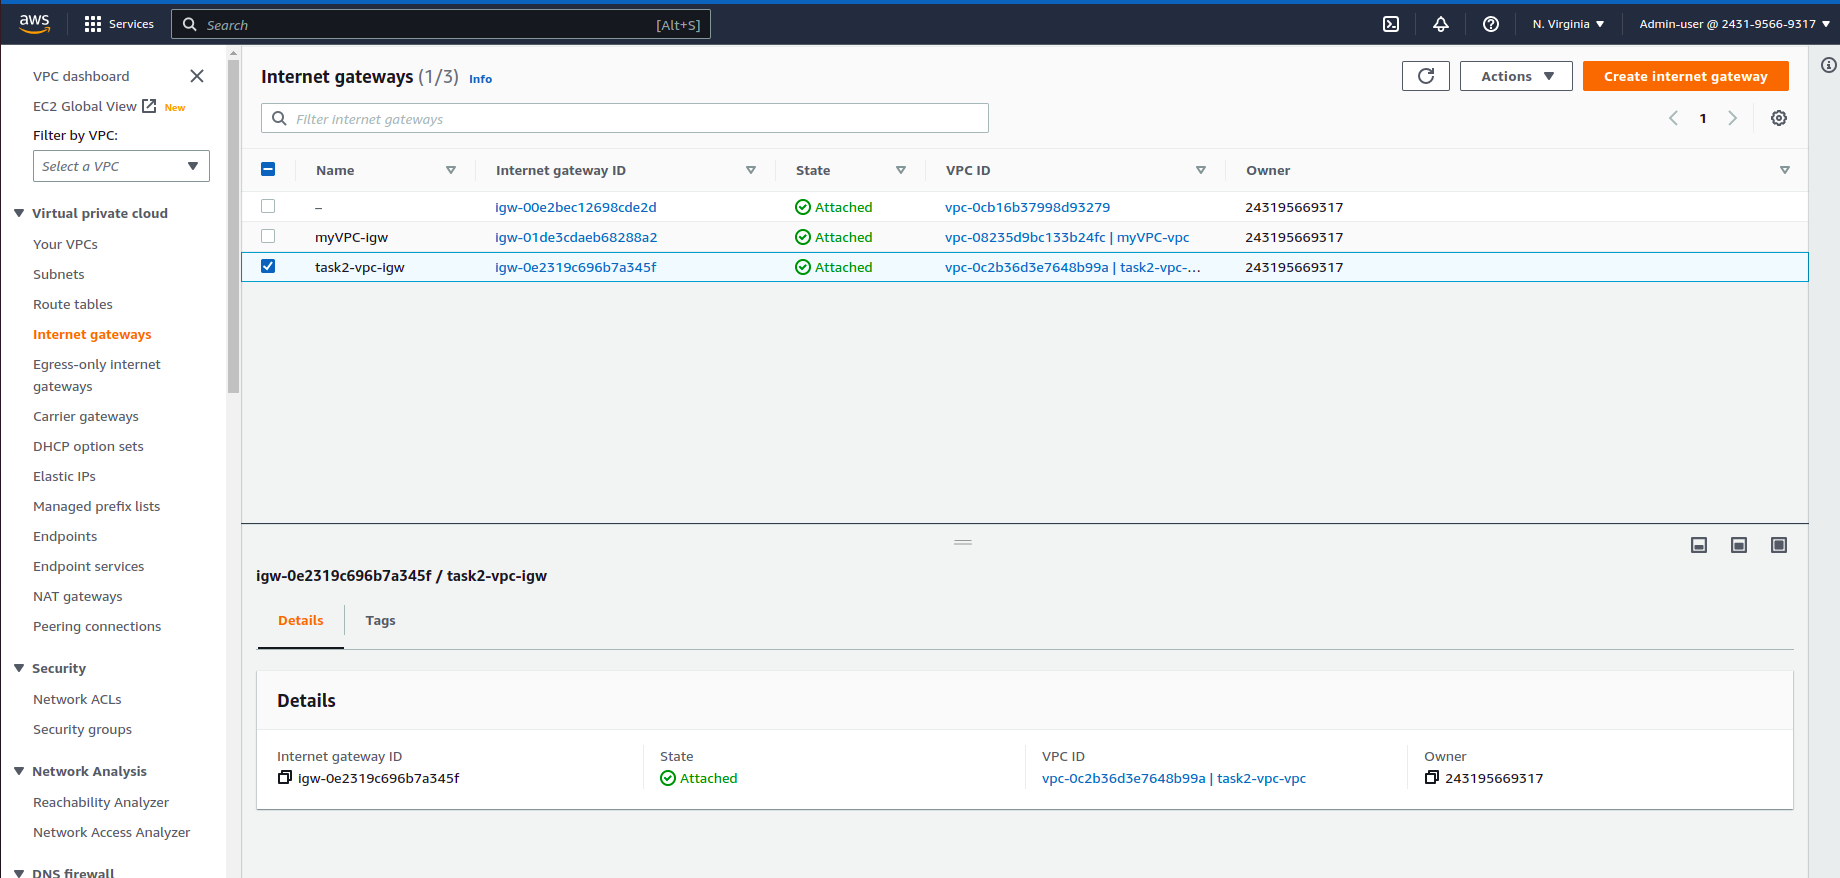 aws
Services
Search
[Alt+S]
N. Virginia
Admin-user @ 2431-9566-9317
VPC dashboard
EC2 Global View
New
Filter by VPC:
Select a VPC
Virtual private cloud
Your VPCs
Subnets
Route tables
Internet gateways
Egress-only internet
gateways
Carrier gateways
DHCP option sets
Elastic IPs
Managed prefix lists
Endpoints
Endpoint services
NAT gateways
Peering connections
Security
Network ACLs
Security groups
Network Analysis
Reachability Analyzer
Network Access Analyzer
DNS firewall
Internet gateways (1/3) Info
Actions
Create internet gateway
Filter internet gateways
1
Name Internet gateway ID State VPC ID Owner
– igw-00e2bec12698cde2d Attached vpc-0cb16b37998d93279 243195669317
myVPC-igw igw-01de3cdaeb68288a2 Attached vpc-08235d9bc133b24fc | myVPC-vpc 243195669317
task2-vpc-igw igw-0e2319c696b7a345f Attached vpc-0c2b36d3e7648b99a | task2-vpc-... 243195669317
igw-0e2319c696b7a345f / task2-vpc-igw
Details
Tags
Details
Internet gateway ID State VPC ID Owner
igw-0e2319c696b7a345f Attached vpc-0c2b36d3e7648b99a | task2-vpc-vpc 243195669317